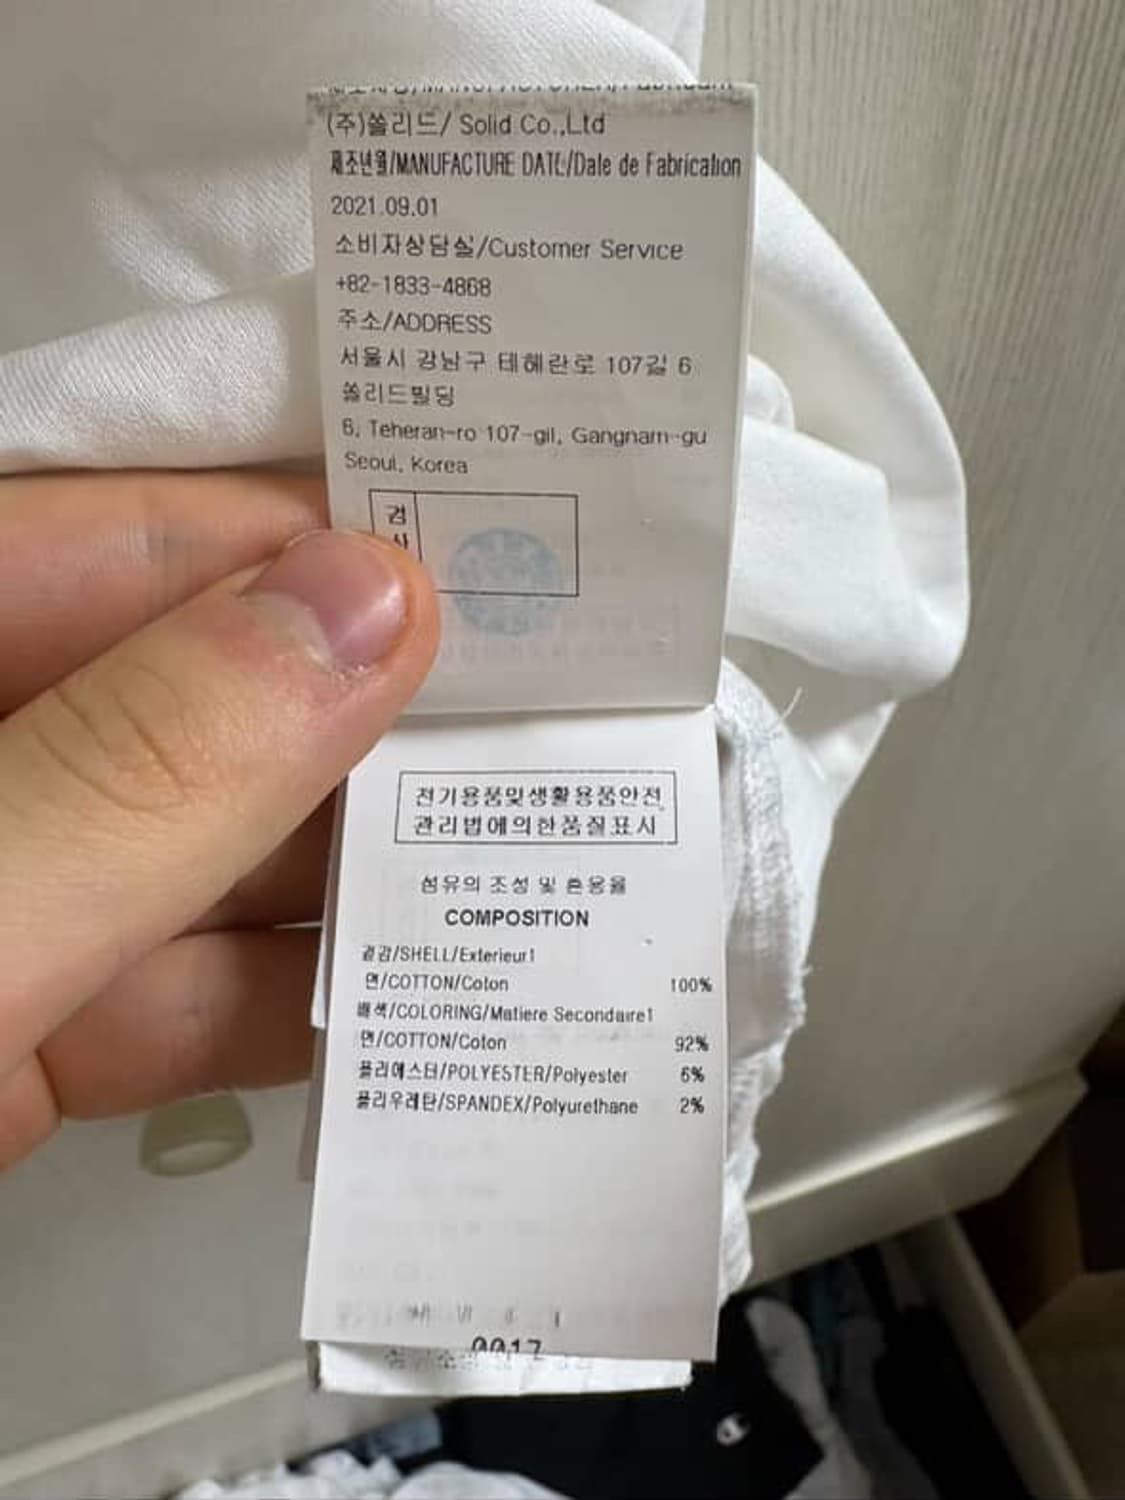 (주)쏠리드/ Solid Co.,Ltd
제조년월/MANUFACTURE DATE/Date de Fabrication
2021.09.01
소비자상담실/Customer Service
+82-1833-4868
주소/ADDRESS
서울시 강남구 테헤란로 107길 6
쏠리드빌딩
6, Teheran-ro 107-gil, Gangnam-gu
Seoul, Korea
검
사
전기용품및생활용품안전
관리법에의한품질표시
섬유의 조성 및 혼용율
COMPOSITION
겉감/SHELL/Exterieur1
면/COTTON/Coton 100%
배색/COLORING/Matiere Secondaire1
면/COTTON/Coton 92%
폴리에스터/POLYESTER/Polyester 6%
폴리우레탄/SPANDEX/Polyurethane 2%
0017